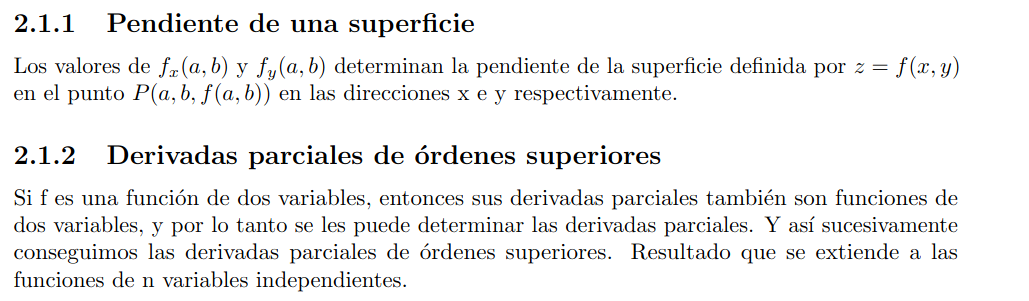 2.1.1 Pendiente de una superficie
Los valores de fx(a, b) y fy(a, b) determinan la pendiente de la superficie definida por z = f(x, y)
en el punto P(a, b, f(a, b)) en las direcciones x e y respectivamente.
2.1.2 Derivadas parciales de órdenes superiores
Si f es una función de dos variables, entonces sus derivadas parciales también son funciones de
dos variables, y por lo tanto se les puede determinar las derivadas parciales. Y así sucesivamente
conseguimos las derivadas parciales de órdenes superiores. Resultado que se extiende a las
funciones de n variables independientes.